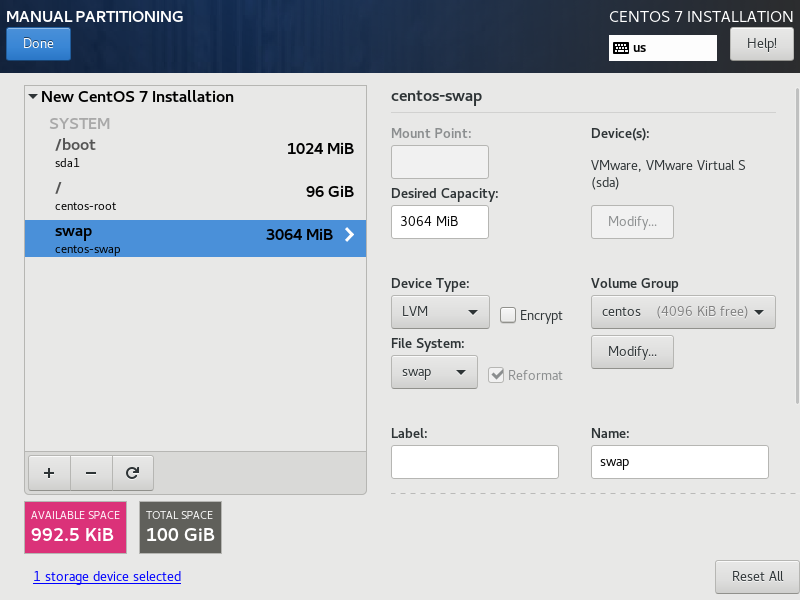 MANUAL PARTITIONING
CENTOS 7 INSTALLATION
Done
us
Help!
New CentOS 7 Installation
SYSTEM
/boot
1024 MiB
sda1
/
96 GiB
centos-root
swap
3064 MiB
centos-swap
+
−
AVAILABLE SPACE
992.5 KiB
TOTAL SPACE
100 GiB
1 storage device selected
centos-swap
Mount Point:
Device(s):
VMware, VMware Virtual S
(sda)
Desired Capacity:
3064 MiB
Modify...
Device Type:
Volume Group
LVM
Encrypt
centos (4096 KiB free)
File System:
Modify...
swap
Reformat
Label:
Name:
swap
Reset All